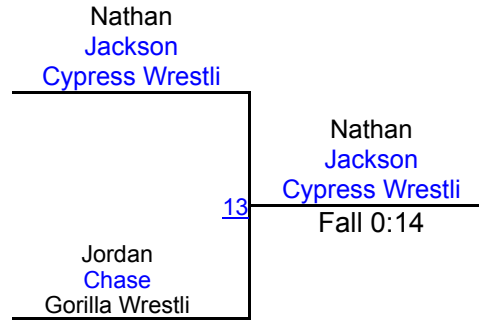 Nathan
Jackson
Cypress Wrestli
Nathan
Jackson
Cypress Wrestli
13
Fall 0:14
Jordan
Chase
Gorilla Wrestli